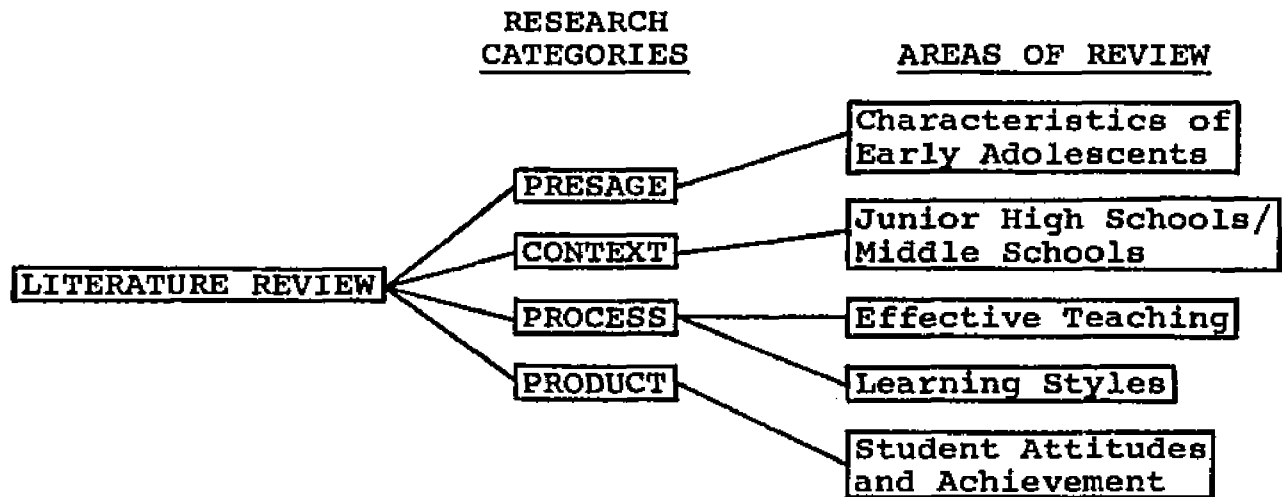 RESEARCH
CATEGORIES
AREAS OF REVIEW
Characteristics of
Early Adolescents
PRESAGE
Junior High Schools/
Middle Schools
CONTEXT
LITERATURE REVIEW
PROCESS
Effective Teaching
Learning Styles
PRODUCT
Student Attitudes
and Achievement